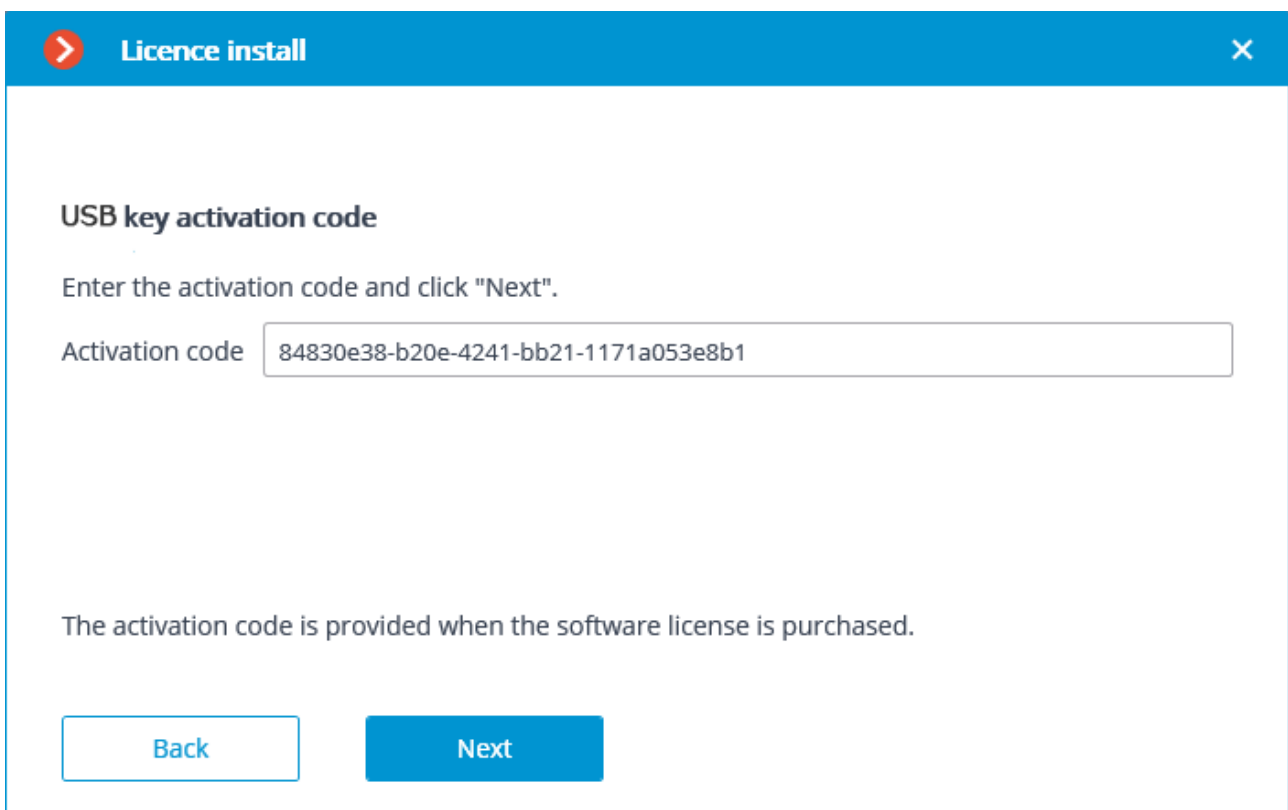 Licence install
USB key activation code
Enter the activation code and click "Next".
Activation code 84830e38-b20e-4241-bb21-1171a053e8b1
The activation code is provided when the software license is purchased.
Back Next